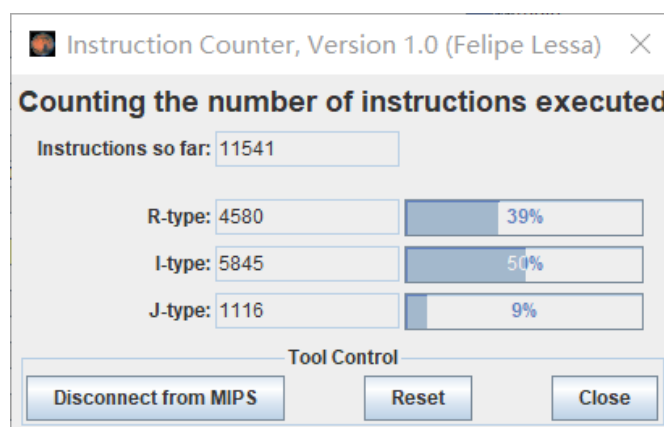 Instruction Counter, Version 1.0 (Felipe Lessa)
Counting the number of instructions executed
Instructions so far: 11541
R-type: 4580 39%
I-type: 5845 50%
J-type: 1116 9%
Tool Control
Disconnect from MIPS Reset Close